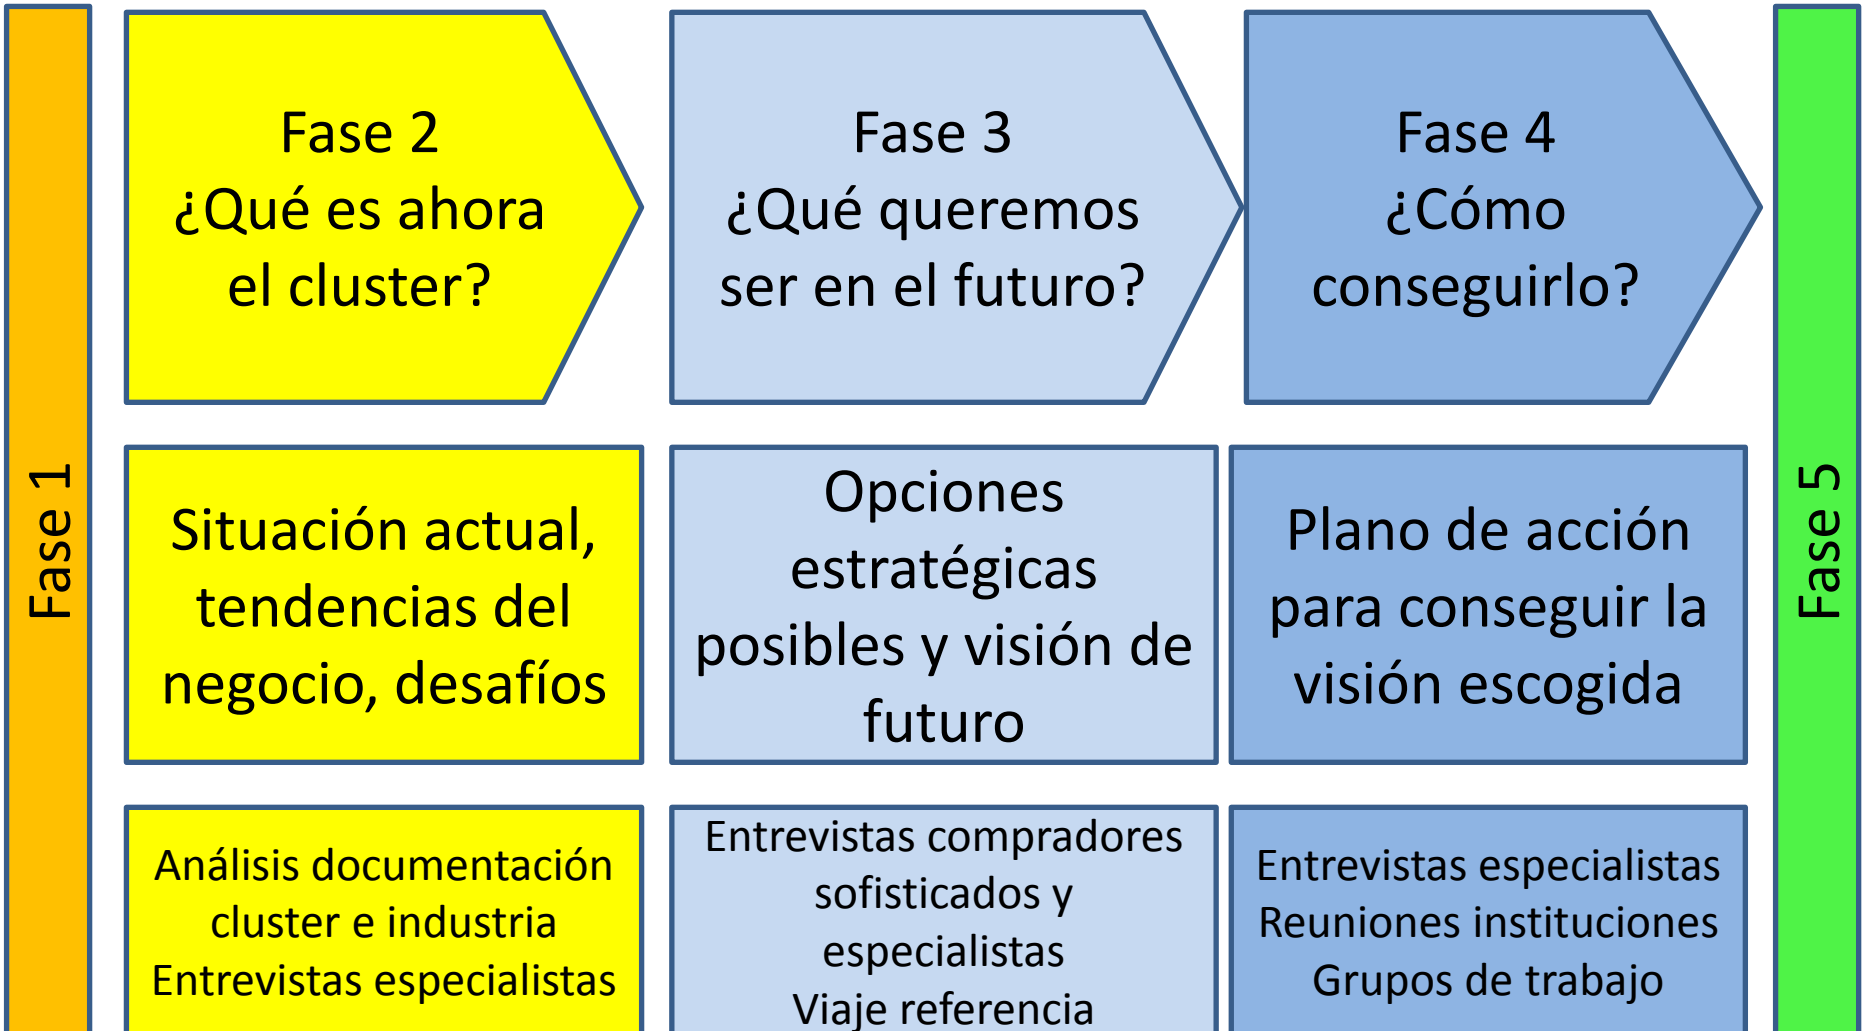 Fase 1
Fase 2
¿Qué es ahora
el cluster?
Fase 3
¿Qué queremos
ser en el futuro?
Fase 4
¿Cómo
conseguirlo?
Situación actual,
tendencias del
negocio, desafíos
Opciones
estratégicas
posibles y visión de
futuro
Plano de acción
para conseguir la
visión escogida
Análisis documentación
cluster e industria
Entrevistas especialistas
Entrevistas compradores
sofisticados y
especialistas
Viaje referencia
Entrevistas especialistas
Reuniones instituciones
Grupos de trabajo
Fase 5